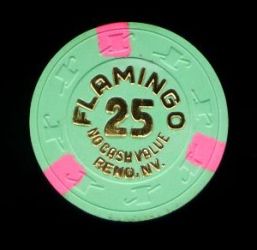 FLAMINGO
25
NO CASH VALUE
RENO, NV.